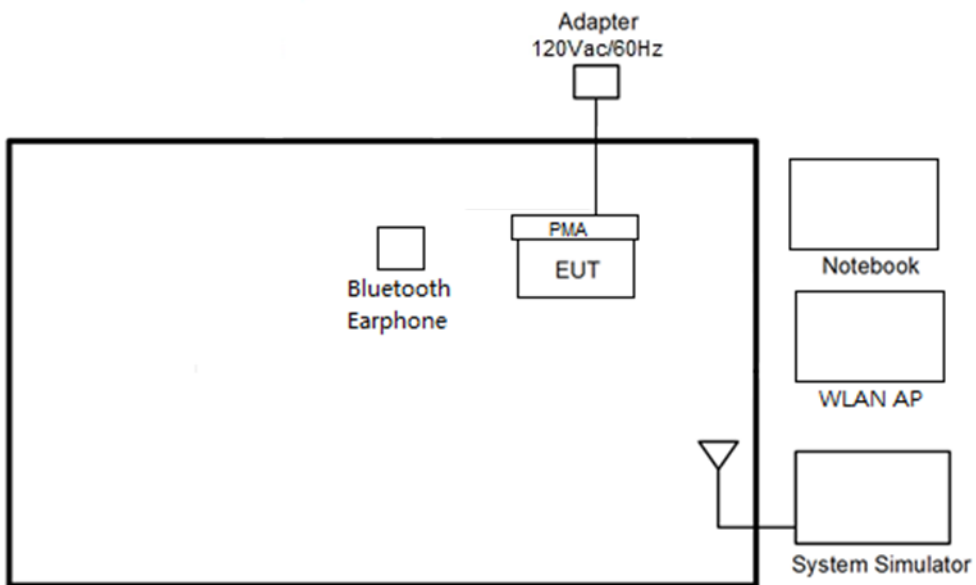 Adapter
120Vac/60Hz
PMA
EUT
Bluetooth
Earphone
Notebook
WLAN AP
System Simulator